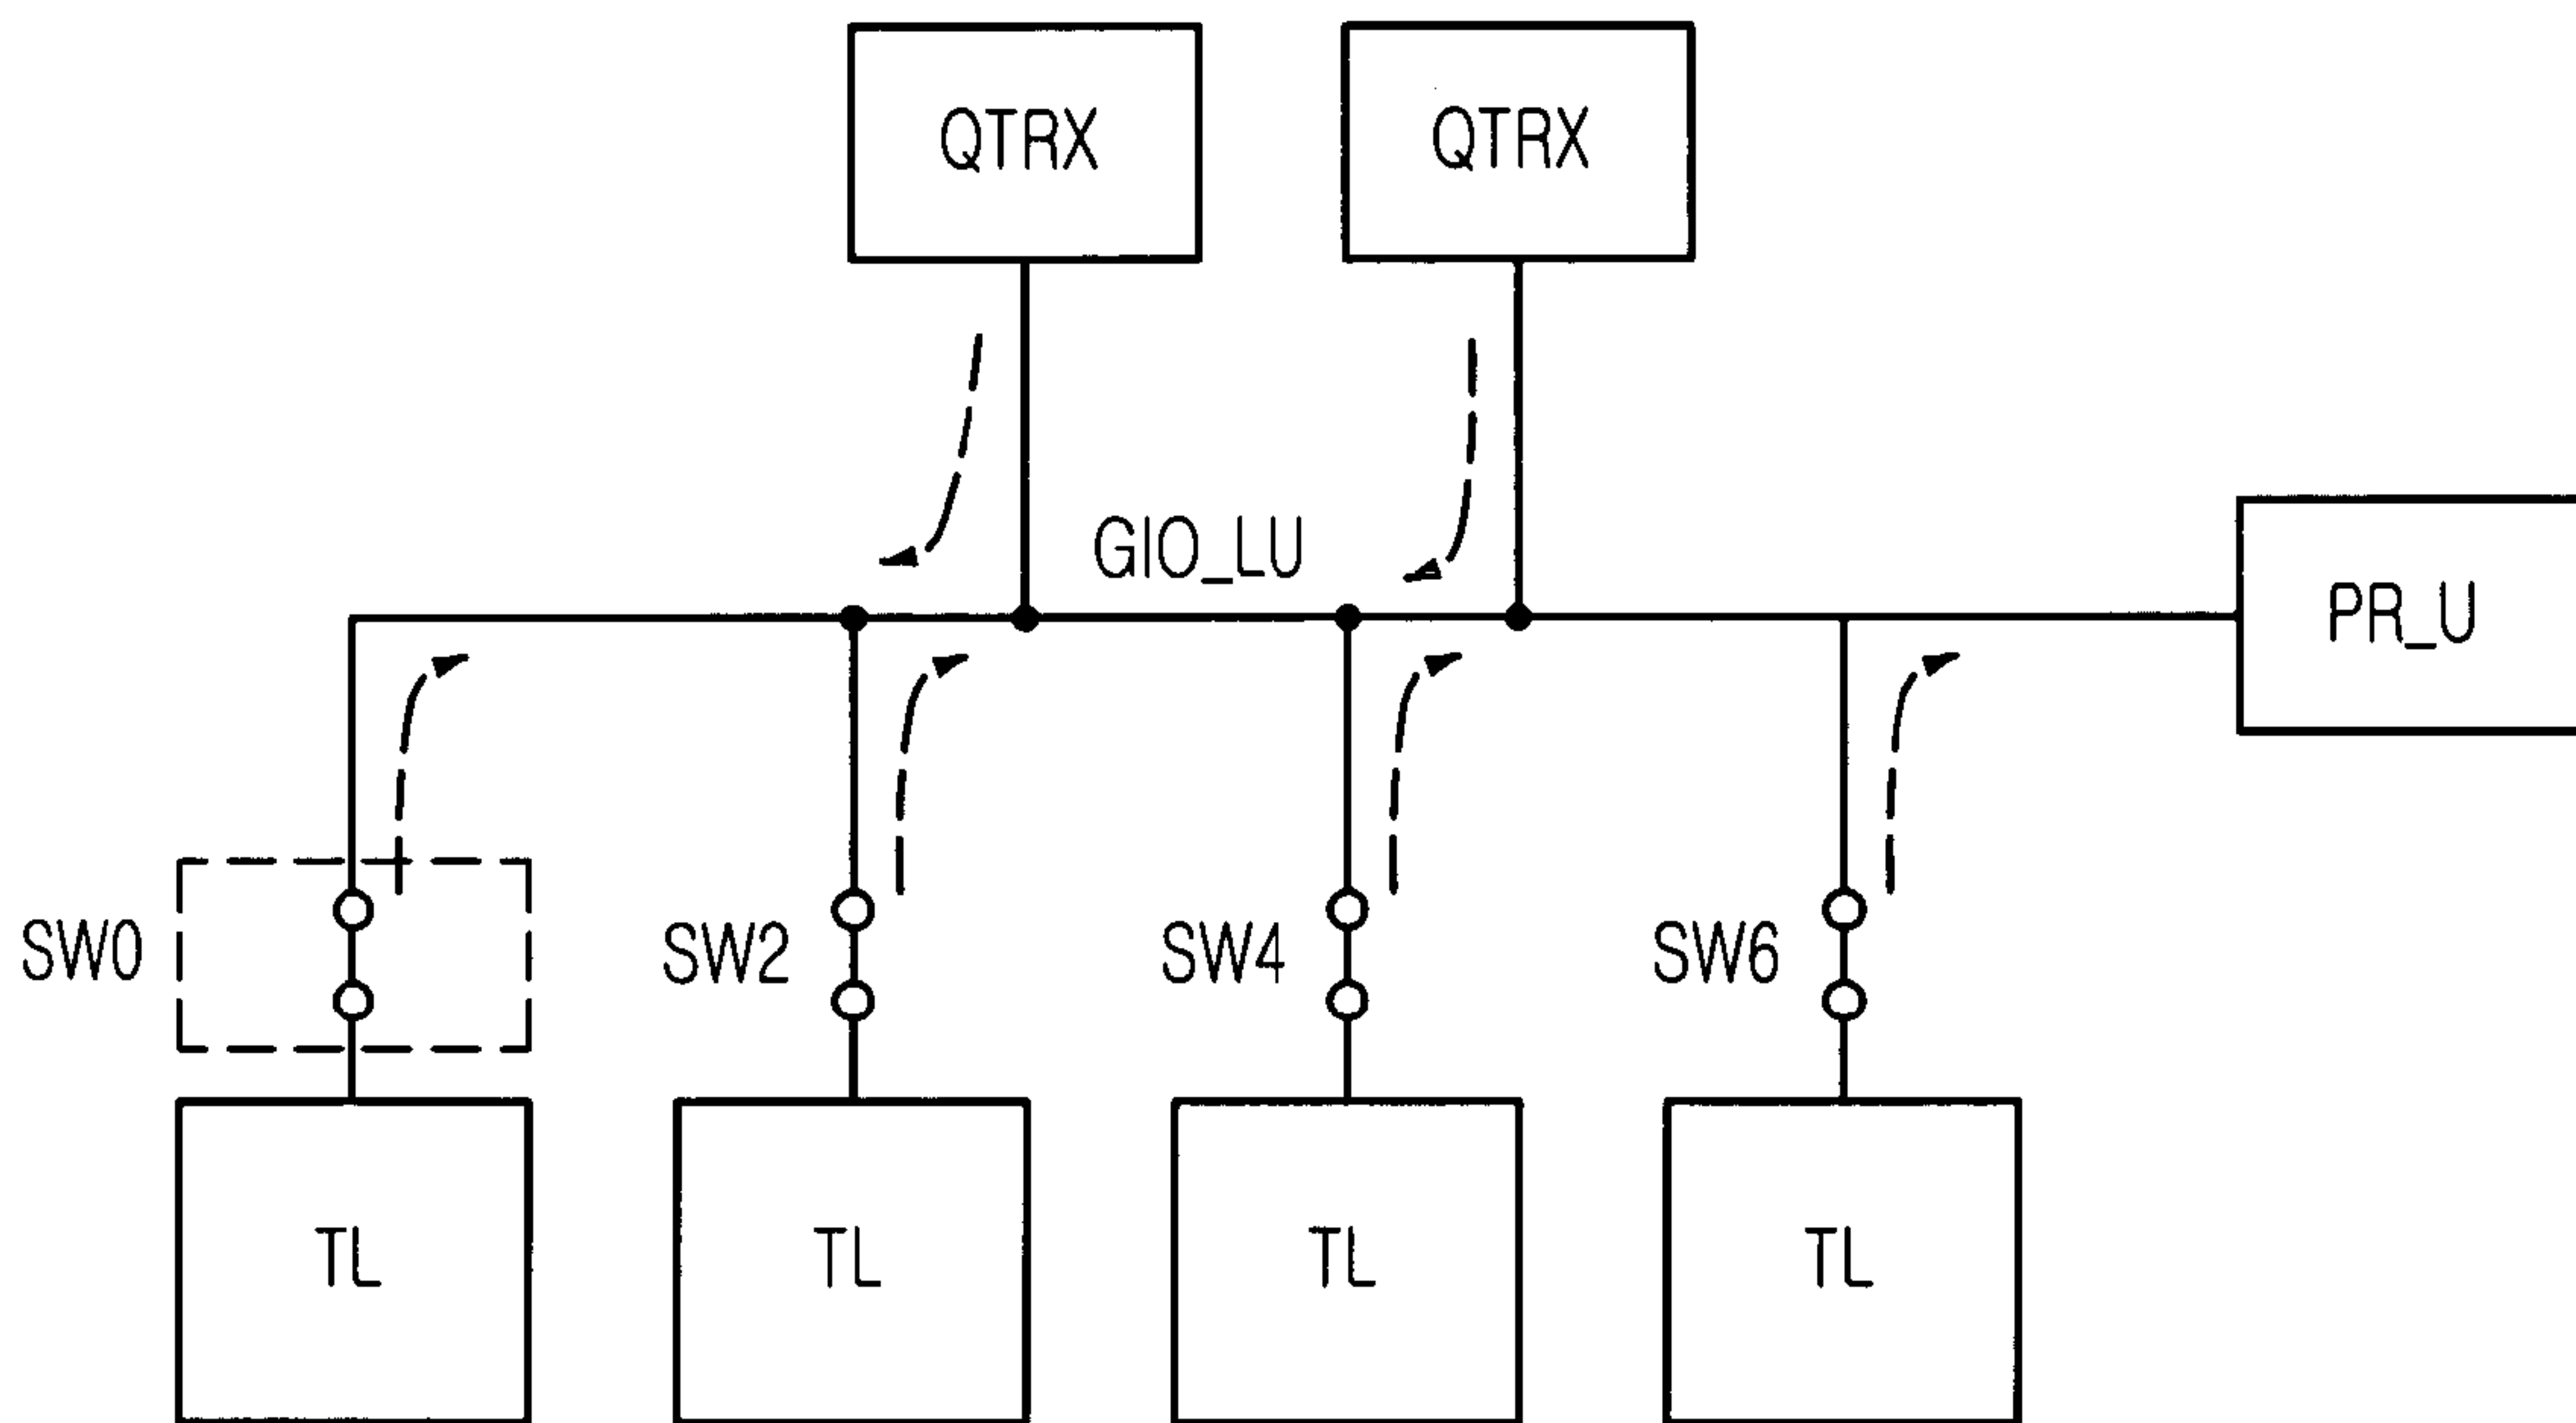 QTRX QTRX
GIO_LU
PR_U
SW0 SW2 SW4 SW6
TL TL TL TL